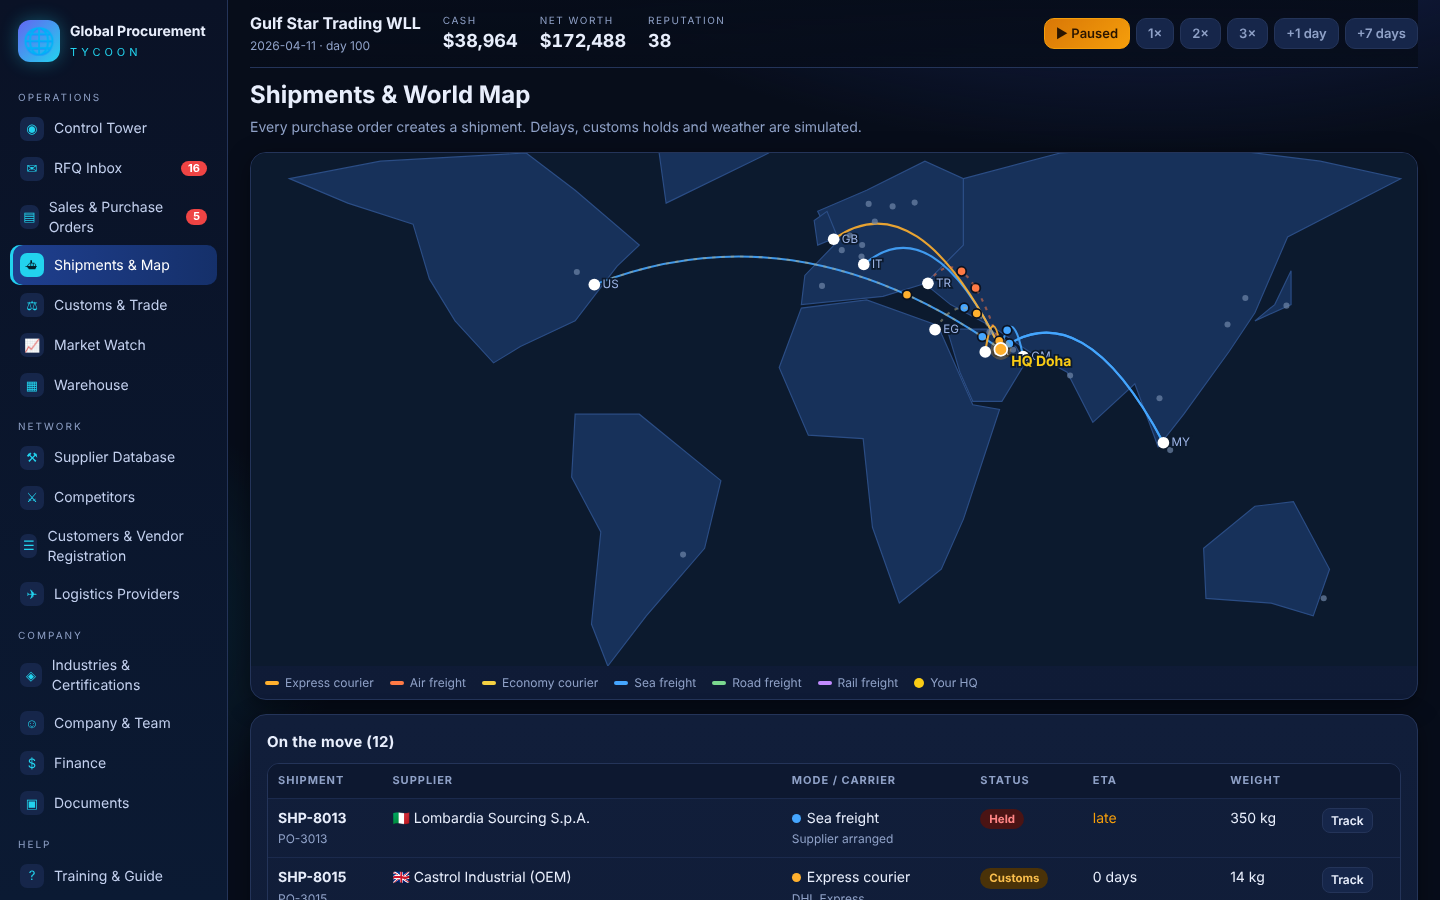 Global Procurement
TYCOON
OPERATIONS
Control Tower
RFQ Inbox
16
Sales & Purchase
Orders
5
Shipments & Map
Customs & Trade
Market Watch
Warehouse
NETWORK
Supplier Database
Competitors
Customers & Vendor
Registration
Logistics Providers
COMPANY
Industries &
Certifications
Company & Team
Finance
Documents
HELP
Training & Guide
Gulf Star Trading WLL
2026-04-11 · day 100
CASH
$38,964
NET WORTH
$172,488
REPUTATION
38
▶ Paused
1×
2×
3×
+1 day
+7 days
Shipments & World Map
Every purchase order creates a shipment. Delays, customs holds and weather are simulated.
GB
IT
US
TR
EG
HQ Doha
MY
Express courier
Air freight
Economy courier
Sea freight
Road freight
Rail freight
Your HQ
On the move (12)
SHIPMENT
SUPPLIER
MODE / CARRIER
STATUS
ETA
WEIGHT
SHP-8013
PO-3013
Lombardia Sourcing S.p.A.
Sea freight
Supplier arranged
Held
late
350 kg
Track
SHP-8015
PO-3015
Castrol Industrial (OEM)
Express courier
DHL Express
Customs
0 days
14 kg
Track